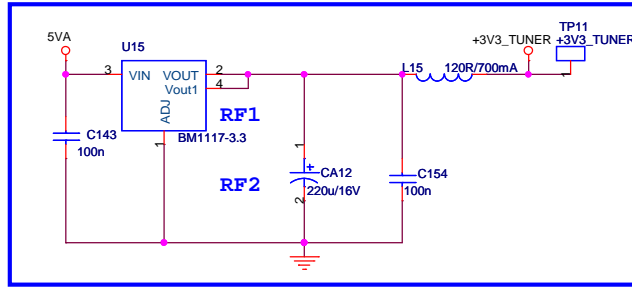 5VA
U15
3 VIN VOUT 2
Vout1 4
ADJ
1
BM1117-3.3
C143
100n
RF1
RF2
1
CA12
220u/16V
2
C154
100n
L15 120R/700mA
+3V3_TUNER
TP11
+3V3_TUNER
1